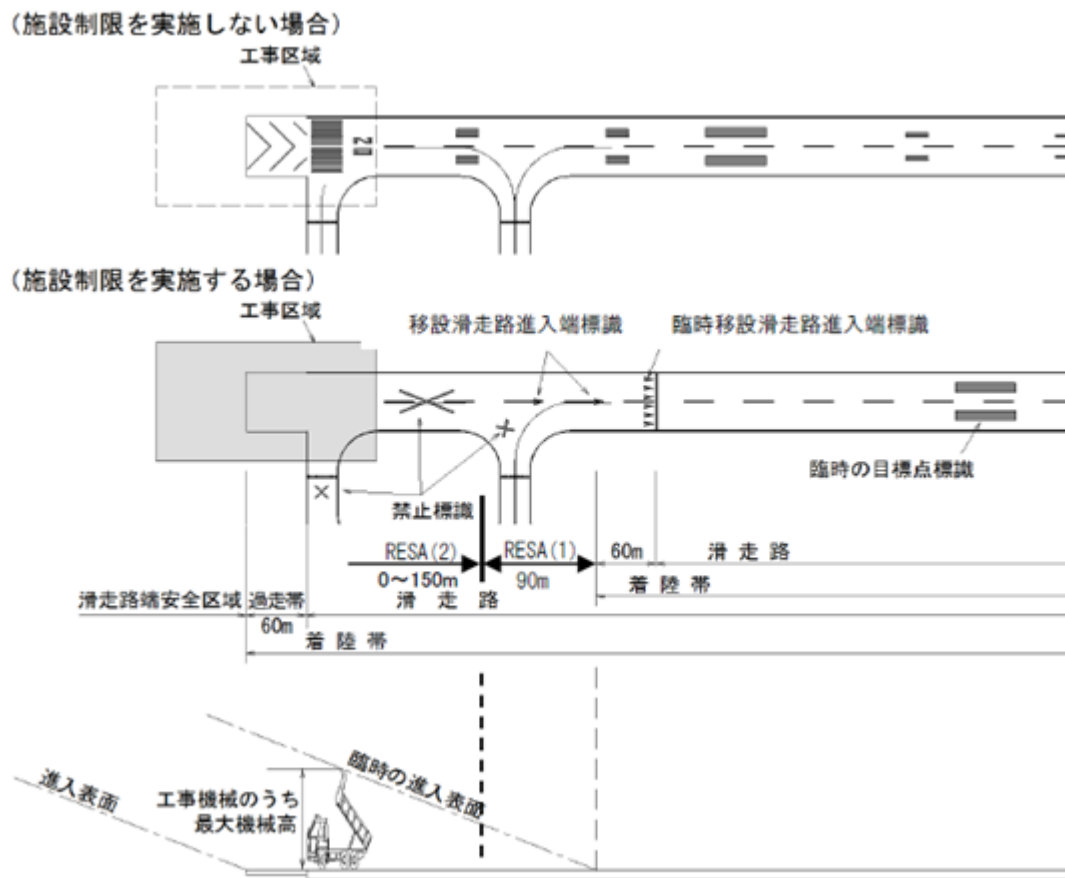 （施設制限を実施しない場合）
工事区域
20
（施設制限を実施する場合）
工事区域
移設滑走路進入端標識
臨時移設滑走路進入端標識
臨時の目標点標識
禁止標識
RESA(2)
RESA(1)
60m
滑走路
0～150m
90m
着陸帯
滑走路端安全区域
過走帯
滑走路
60m
着陸帯
進入表面
臨時の進入表面
工事機械のうち
最大機械高